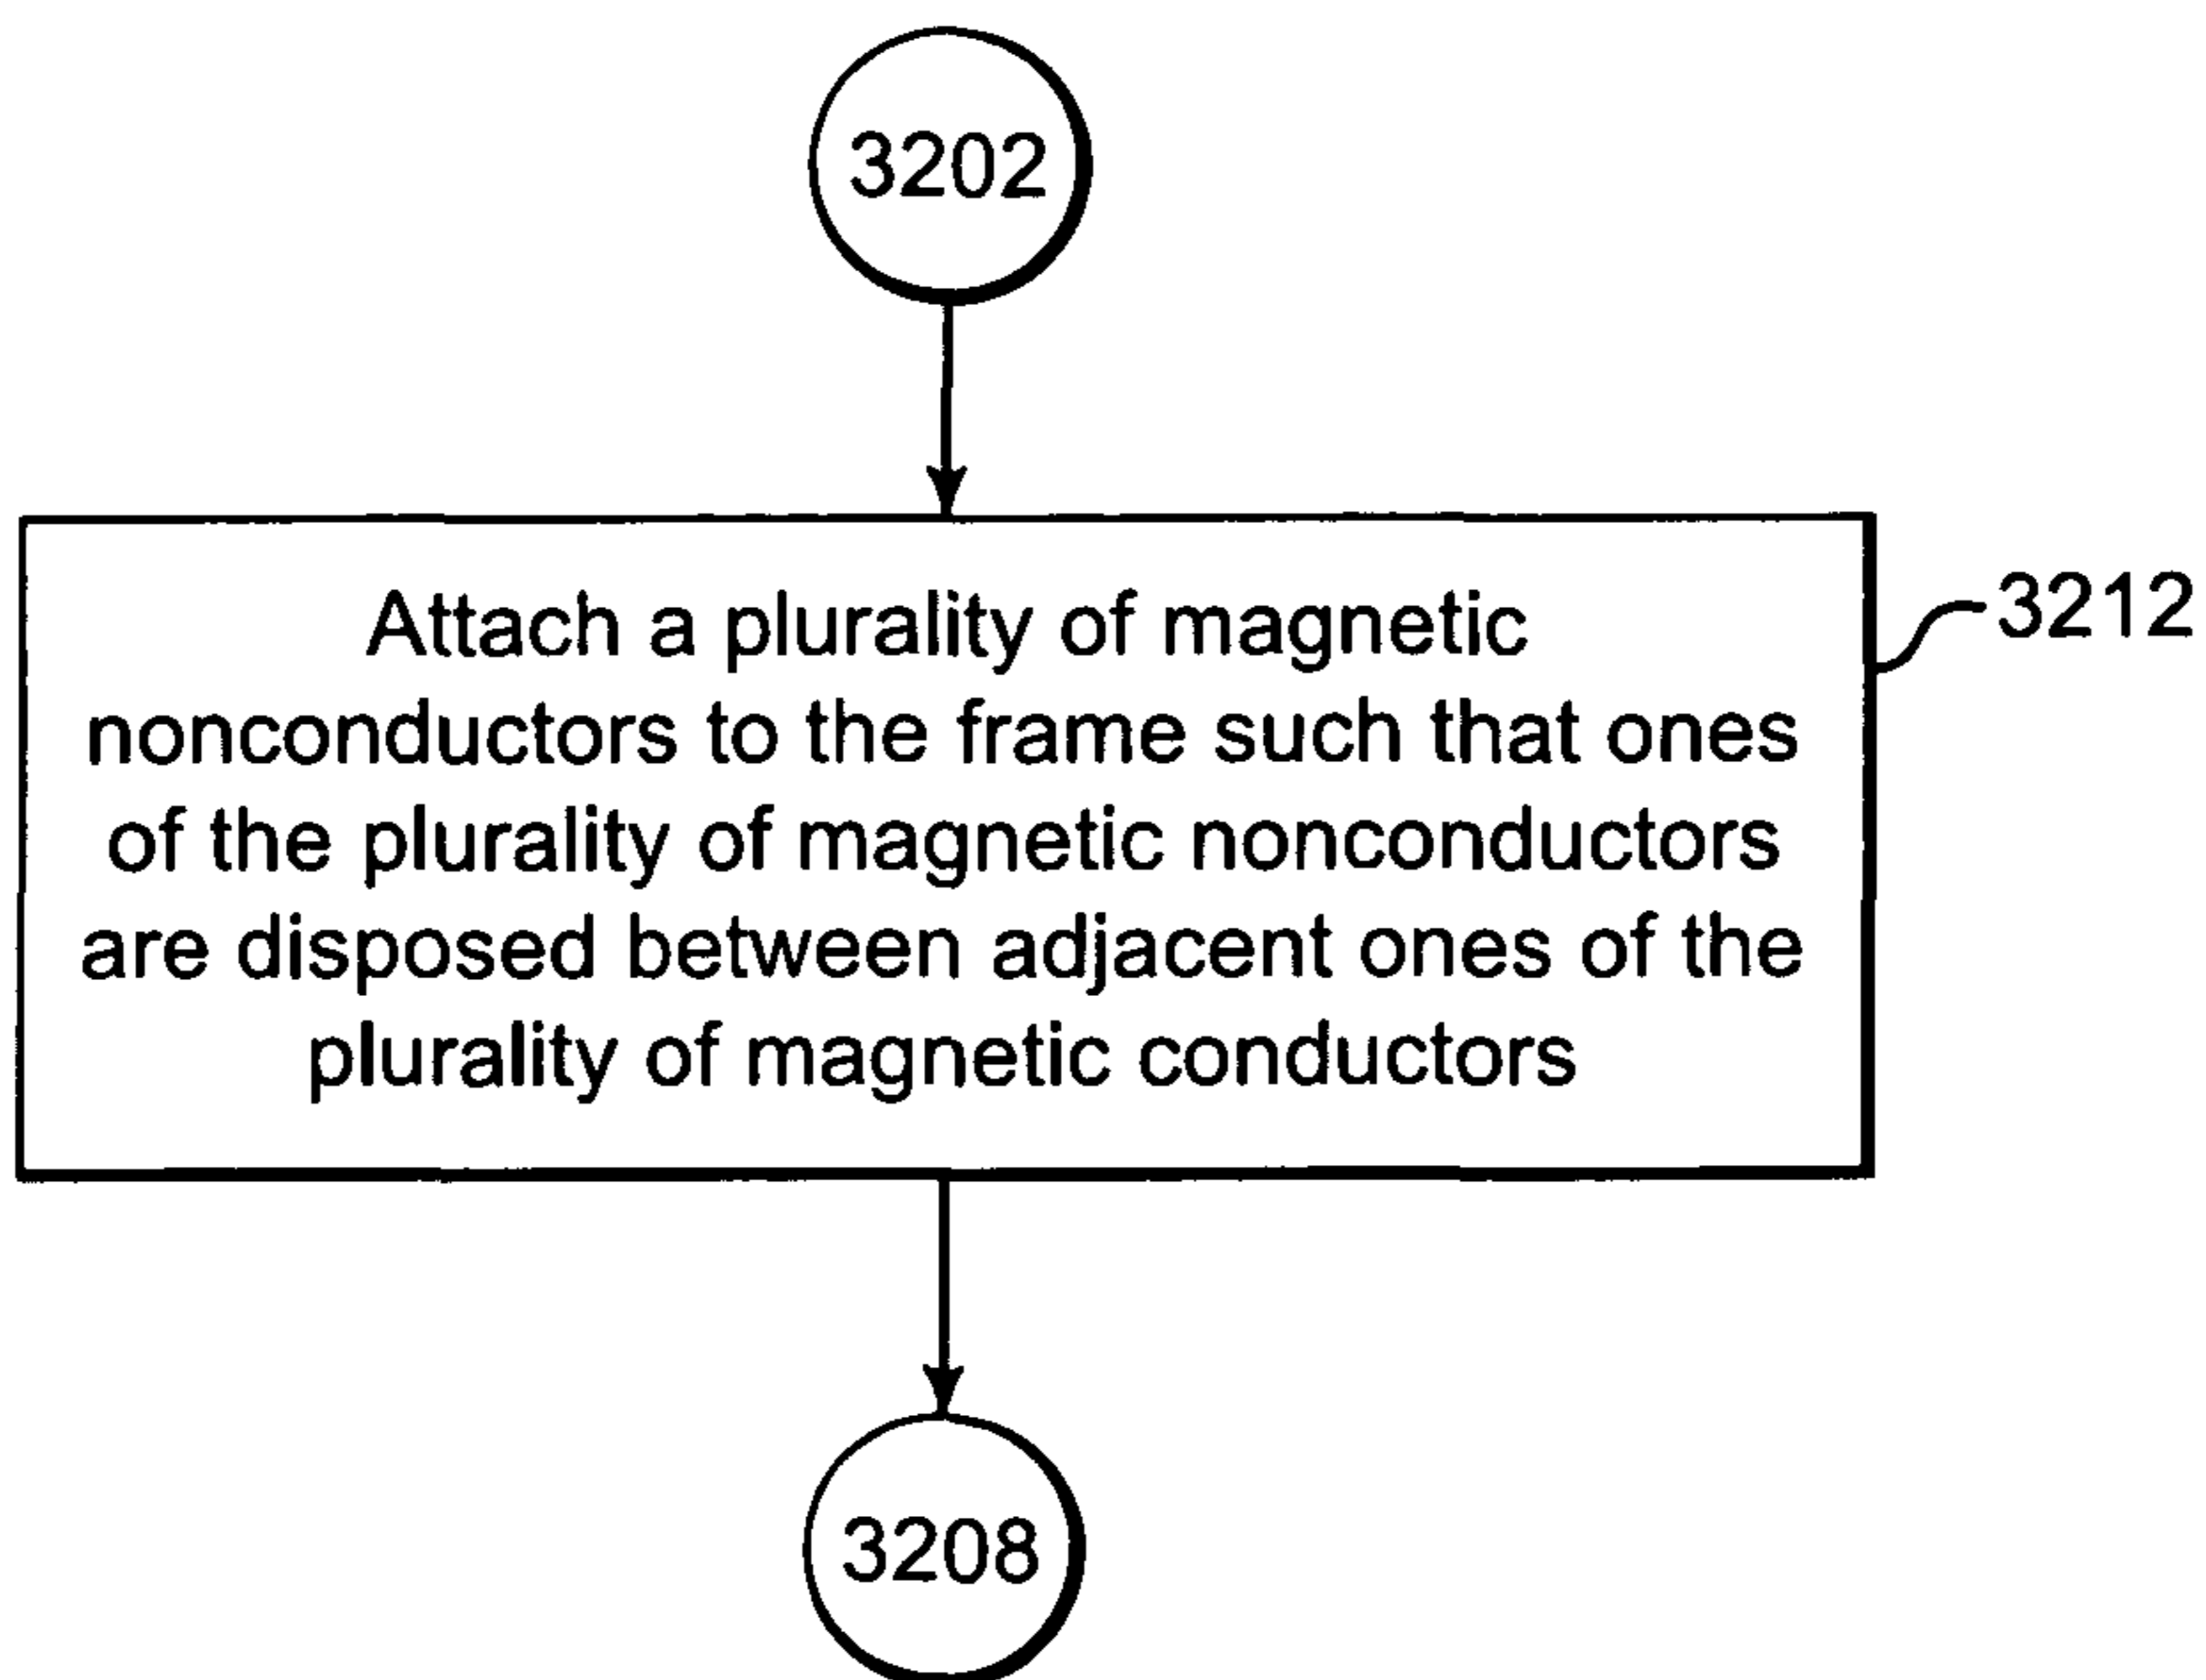 3202
Attach a plurality of magnetic
nonconductors to the frame such that ones
of the plurality of magnetic nonconductors
are disposed between adjacent ones of the
plurality of magnetic conductors
3212
3208